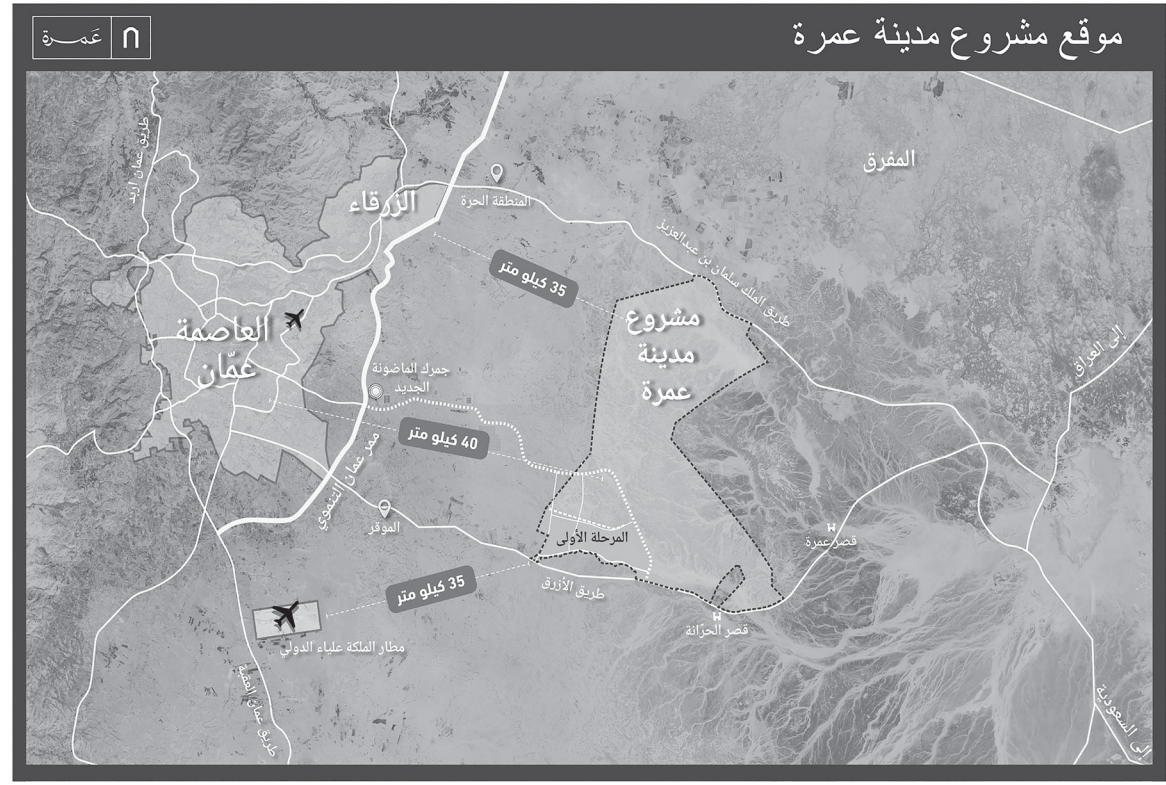 موقع مشروع مدينة عمرة
عَمـرة
المفرق
طريق عمان اربد
الزرقاء
المنطقة الحرة
طريق الملك سلمان بن عبدالعزيز
35 كيلو متر
مشروع
مدينة
عمرة
العاصمة
عمّان
إلى العراق
جمرك الماضونة
الجديد
40 كيلو متر
ممر عمان التنموي
الموقر
المرحلة الأولى
قصر عمرة
35 كيلو متر
طريق الأزرق
قصر الحرّانة
مطار الملكة علياء الدولي
طريق عمان العقبة
إلى السعودية